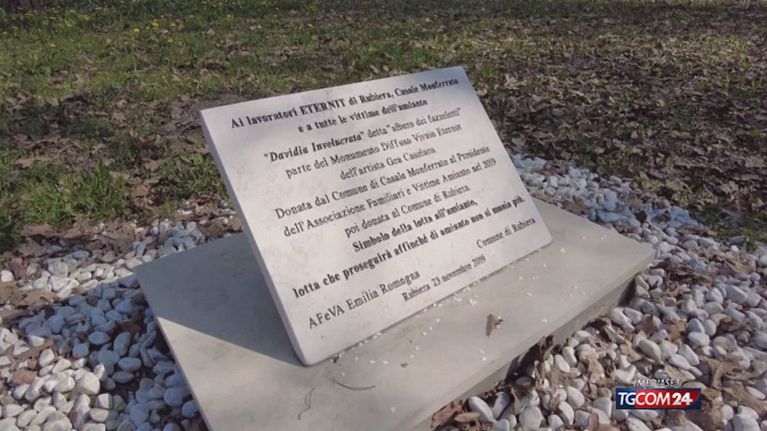 Ai lavoratori ETERNIT di Rubiera, Casale Monferrato
e a tutte le vittime dell'amianto
"Davidia Involucrata" detta "albero dei fazzoletti"
parte del Monumento Diffuso Vivaio Eternot
dell'artista Gea Casolaro.
Donata dal Comune di Casale Monferrato al Presidente
dell'Associazione Familiari e Vittime Amianto nel 2019
poi donata al Comune di Rubiera.
Simbolo della lotta all'amianto,
lotta che proseguirà affinché di amianto non si muoia più.
AFeVA Emilia Romagna Comune di Rubiera
Rubiera 23 novembre 2019
MEDIASET
TGCOM24